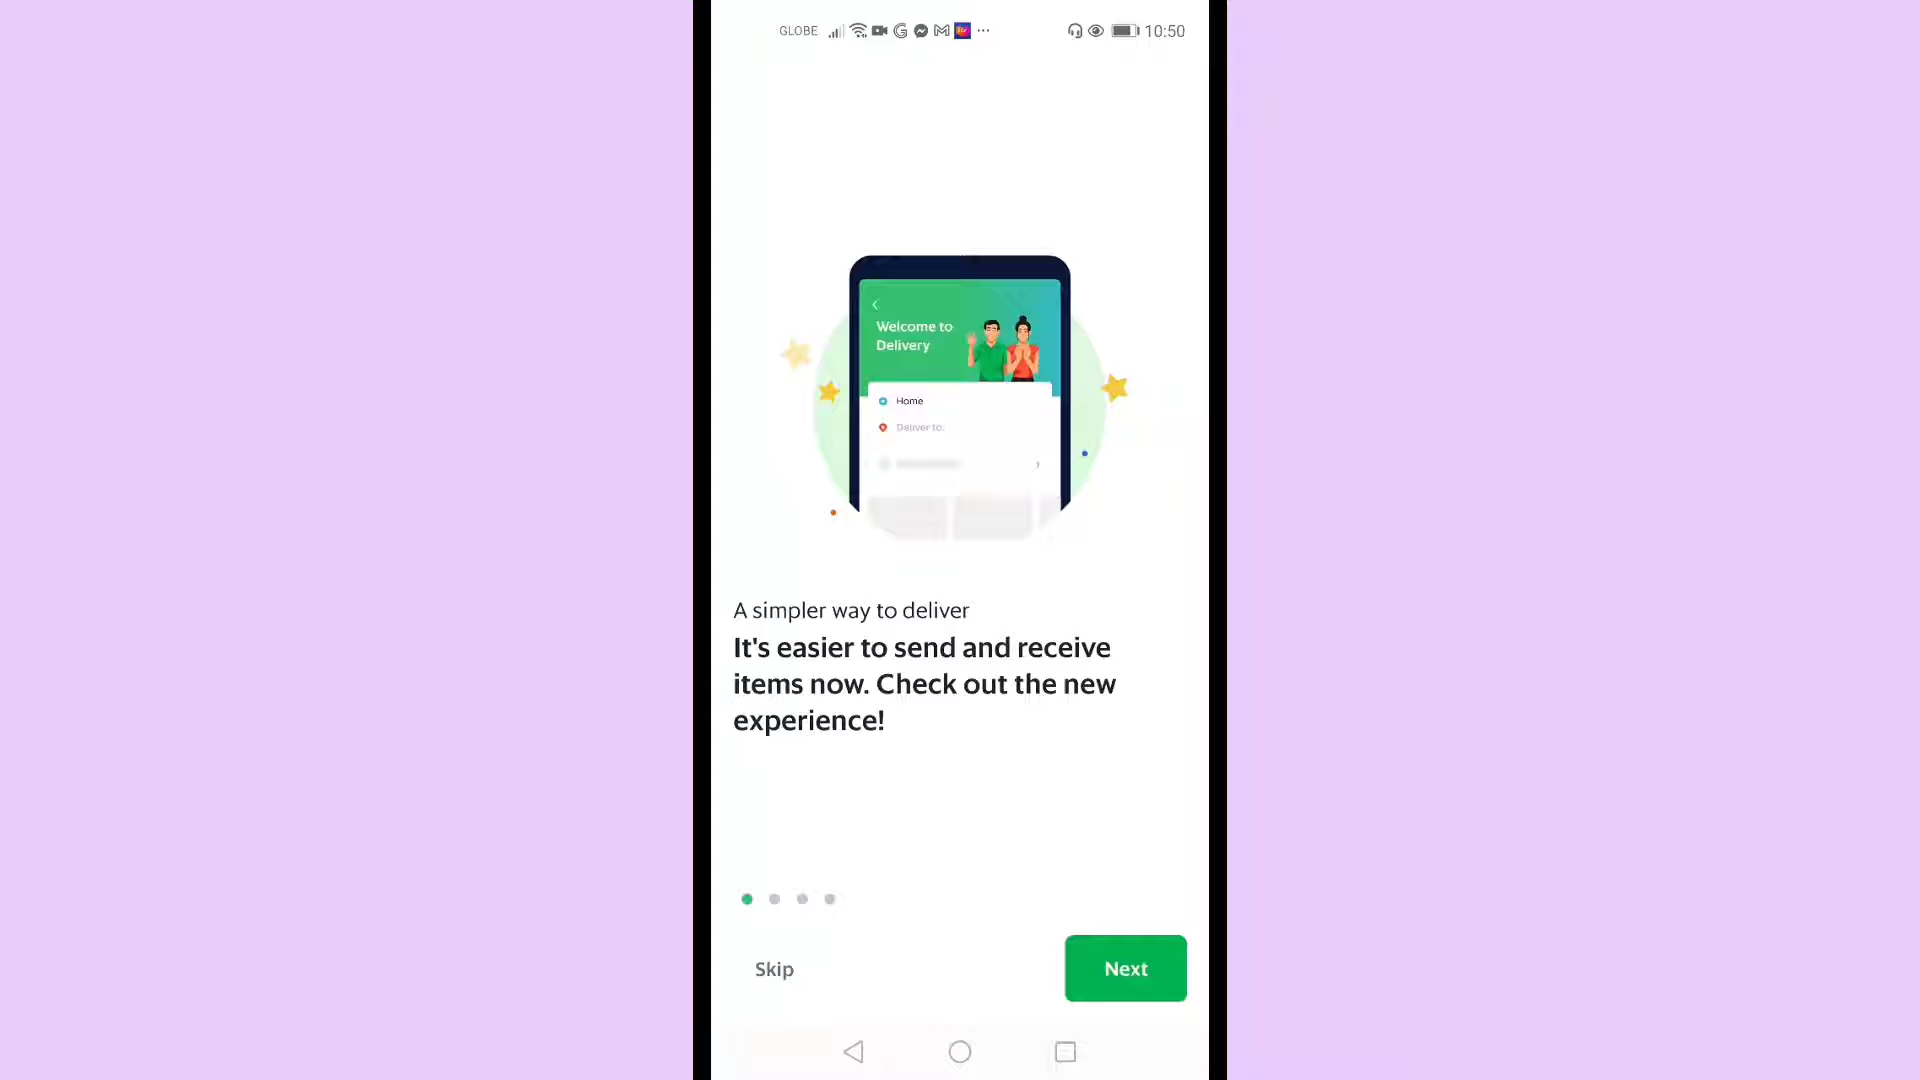 GLOBE
10:50
Welcome to
Delivery
Home
Deliver to.
A simpler way to deliver
It's easier to send and receive
items now. Check out the new
experience!
Skip
Next